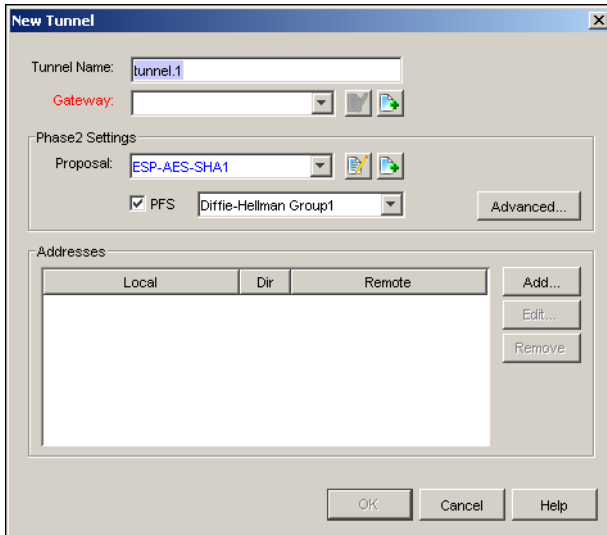 New Tunnel
Tunnel Name: tunnel.1
Gateway:
Phase2 Settings
Proposal: ESP-AES-SHA1
PFS Diffie-Hellman Group1 Advanced...
Addresses
Local Dir Remote Add...
Edit...
Remove
OK Cancel Help